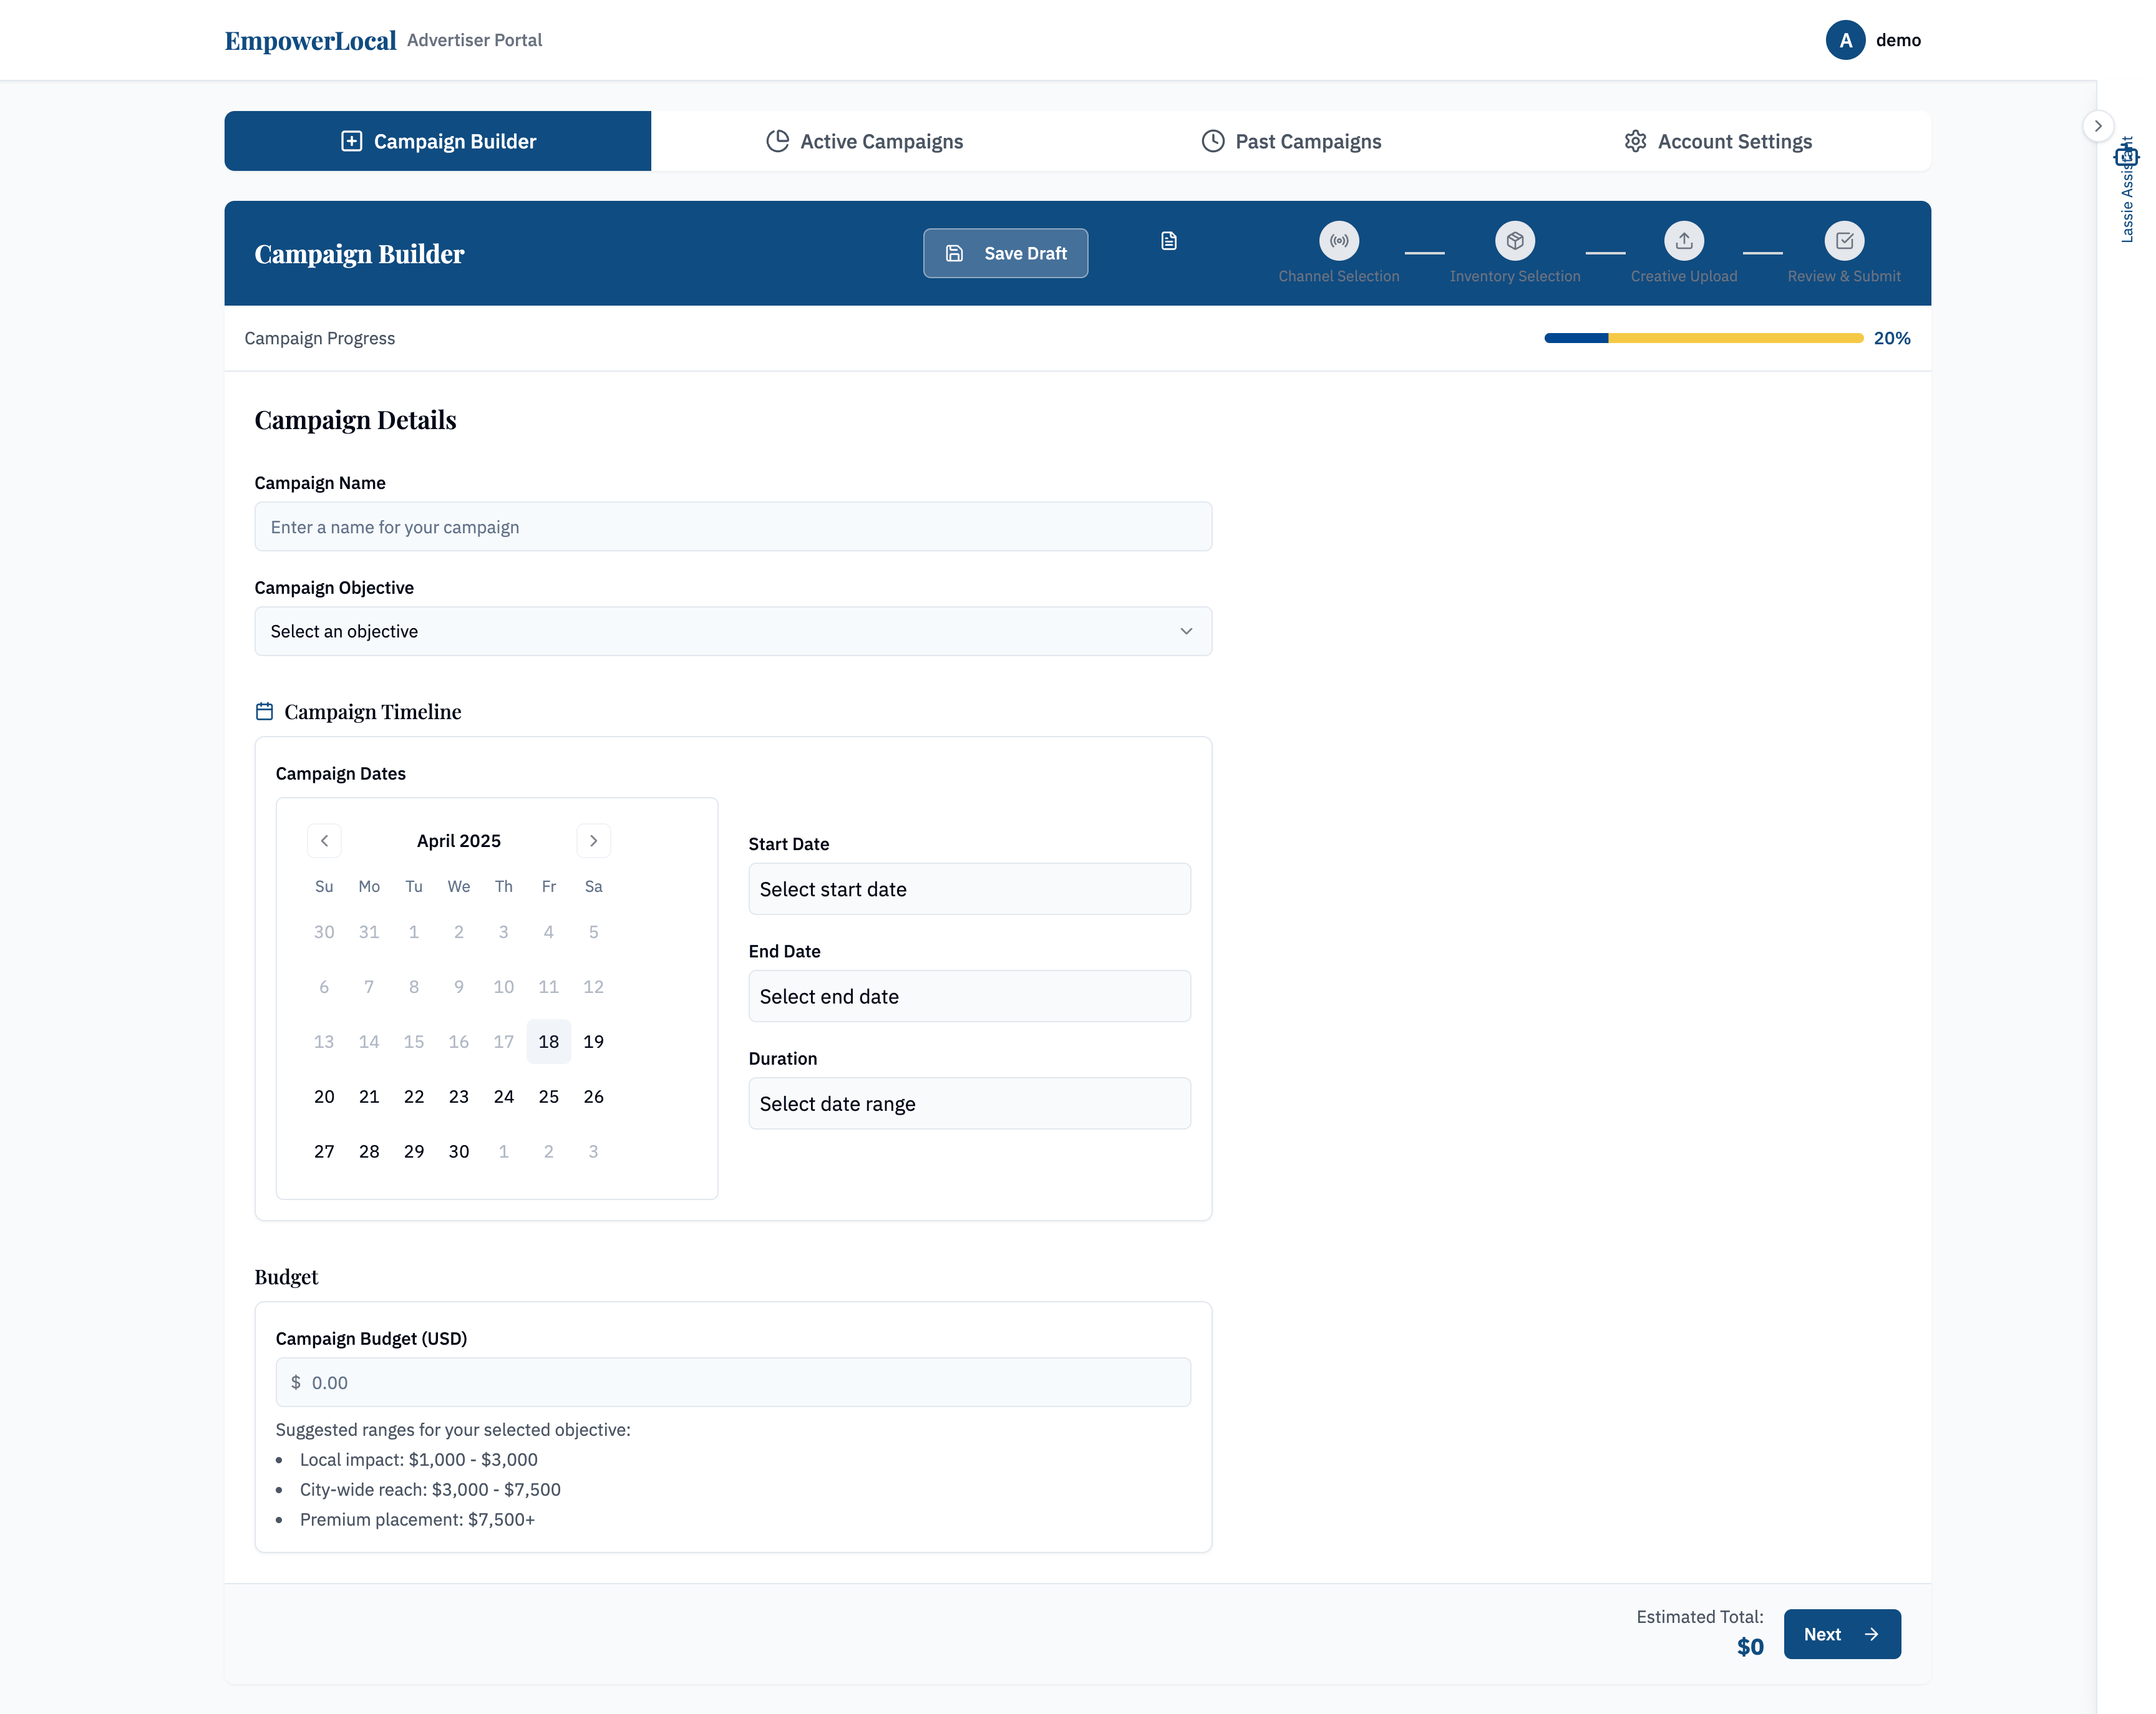 EmpowerLocal Advertiser Portal
A demo
Campaign Builder
Active Campaigns
Past Campaigns
Account Settings
Lassie Assistant
Campaign Builder
Save Draft
Channel Selection
Inventory Selection
Creative Upload
Review & Submit
Campaign Progress
20%
Campaign Details
Campaign Name
Enter a name for your campaign
Campaign Objective
Select an objective
Campaign Timeline
Campaign Dates
April 2025
Su Mo Tu We Th Fr Sa
30 31 1 2 3 4 5
6 7 8 9 10 11 12
13 14 15 16 17 18 19
20 21 22 23 24 25 26
27 28 29 30 1 2 3
Start Date
Select start date
End Date
Select end date
Duration
Select date range
Budget
Campaign Budget (USD)
$ 0.00
Suggested ranges for your selected objective:
• Local impact: $1,000 - $3,000
• City-wide reach: $3,000 - $7,500
• Premium placement: $7,500+
Estimated Total:
$0
Next